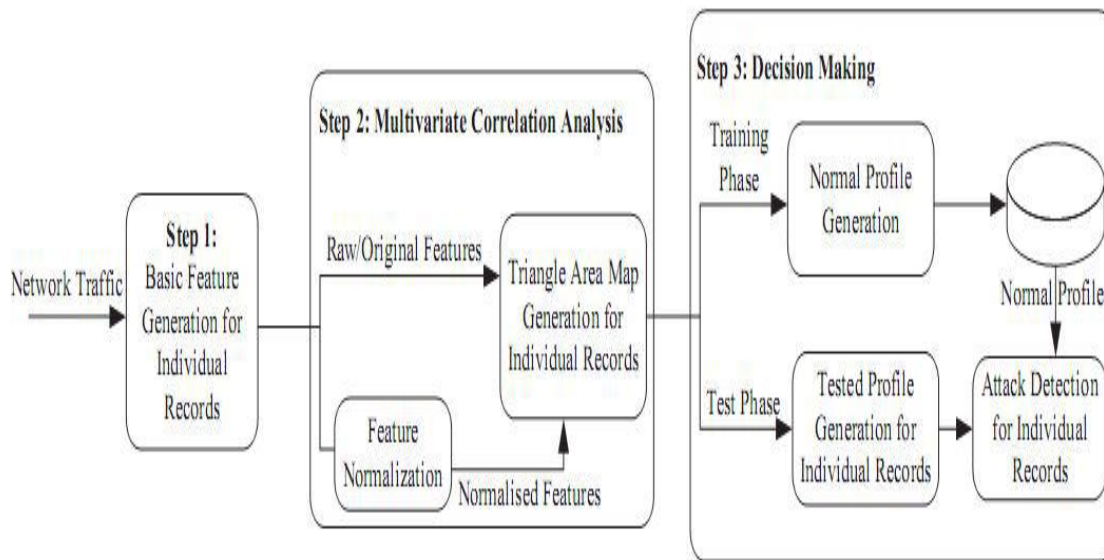 Network Traffic
Step 1:
Basic Feature
Generation for
Individual
Records
Step 2: Multivariate Correlation Analysis
Raw/Original Features
Triangle Area Map
Generation for
Individual Records
Feature
Normalization
Normalised Features
Step 3: Decision Making
Training
Phase
Normal Profile
Generation
Normal Profile
Test Phase
Tested Profile
Generation for
Individual Records
Attack Detection
for Individual
Records